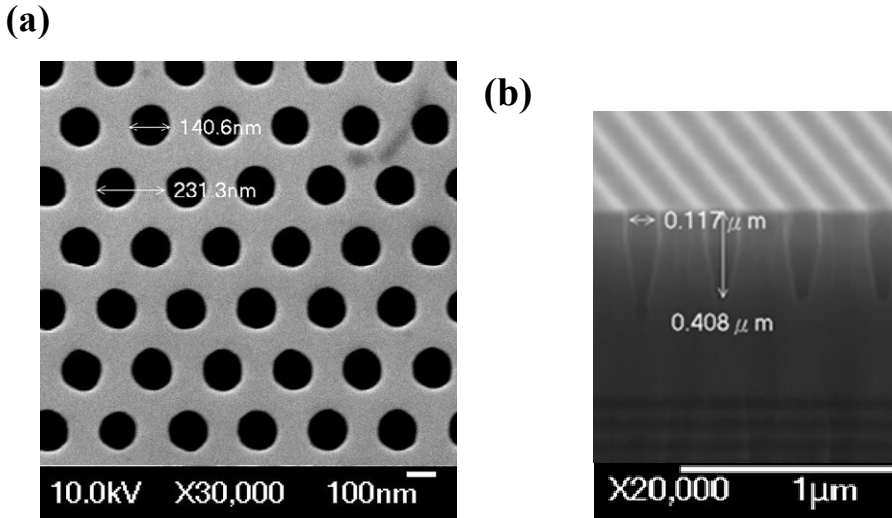 (a)
140.6nm
231.3nm
10.0kV X30,000 100nm
(b)
0.117μm
0.408μm
X20,000 1μm